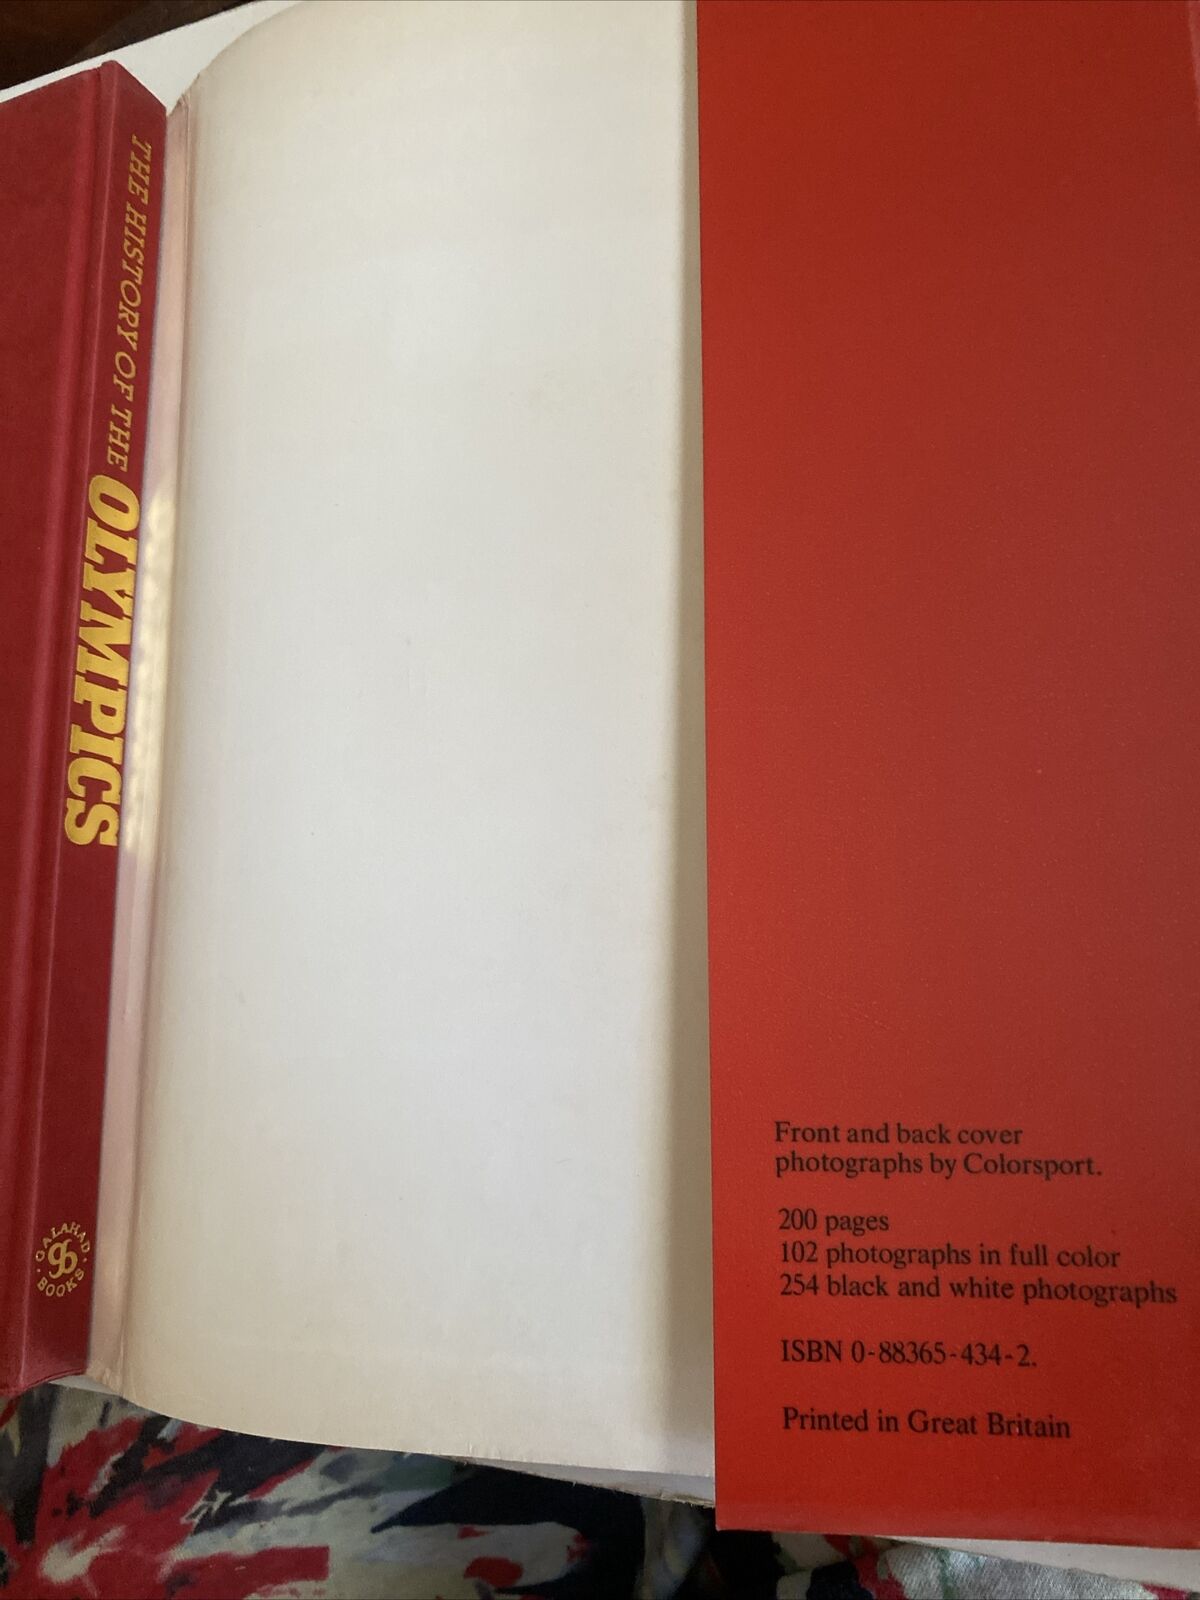 THE HISTORY OF THE OLYMPICS
GALAHAD
gb
BOOKS
Front and back cover
photographs by Colorsport.
200 pages
102 photographs in full color
254 black and white photographs
ISBN 0-88365-434-2.
Printed in Great Britain